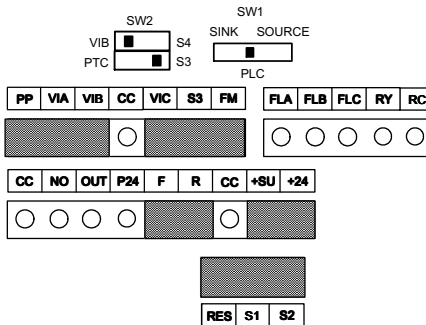 SW2
SW1
VIB S4
SINK SOURCE
PTC S3
PLC
PP VIA VIB CC VIC S3 FM
FLA FLB FLC RY RC
CC NO OUT P24 F R CC +SU +24
RES S1 S2